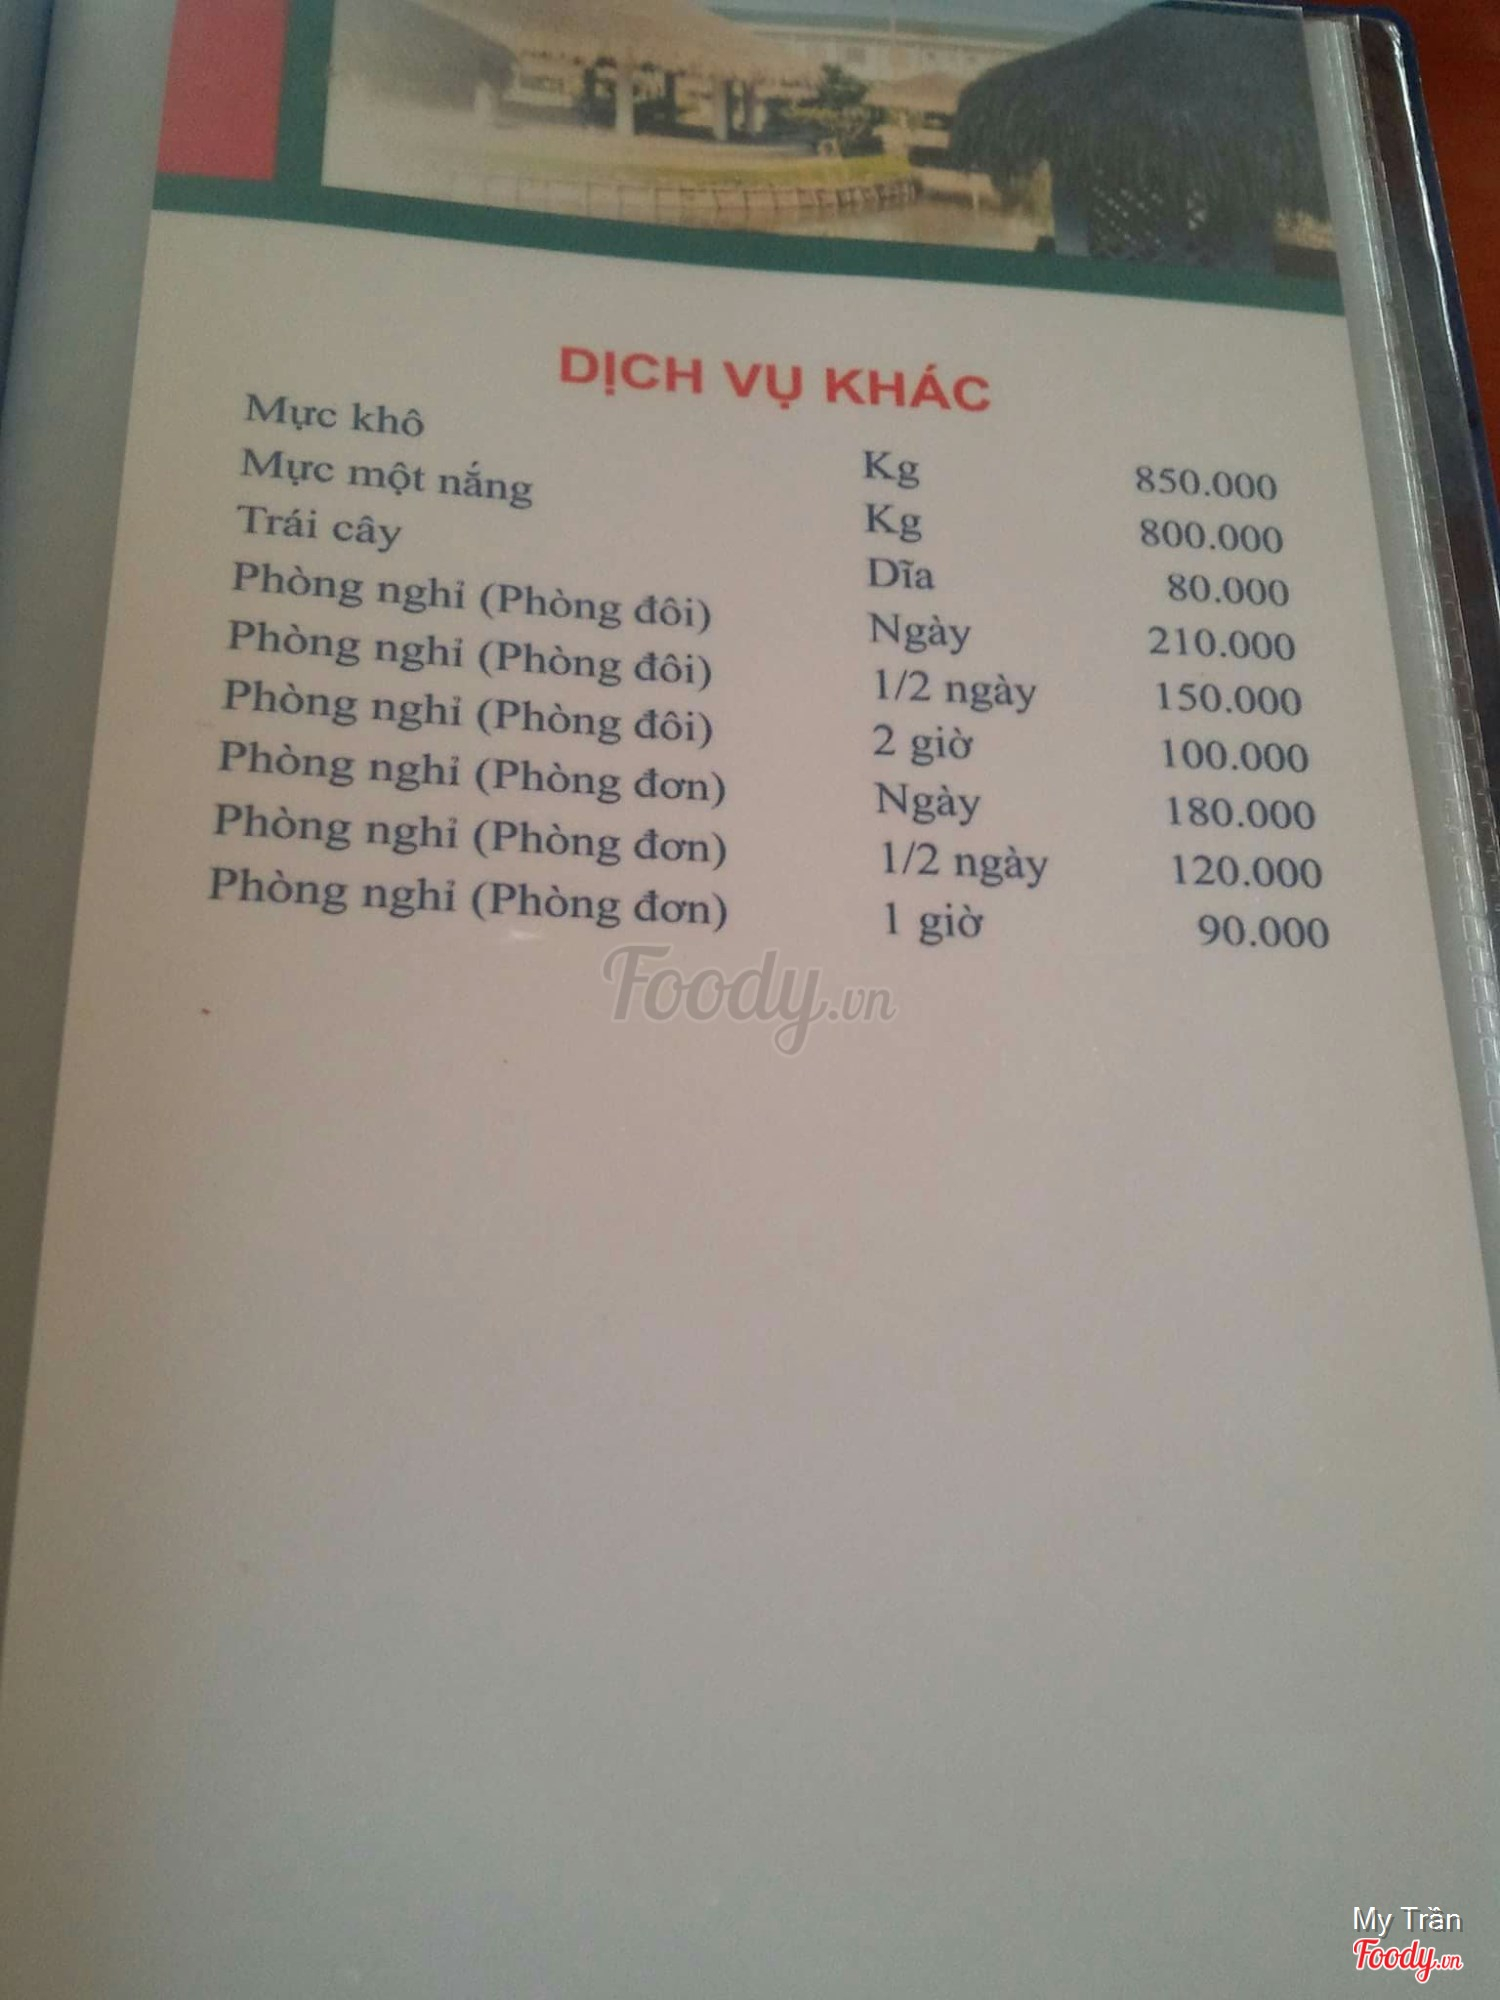 DỊCH VỤ KHÁC
Mực khô Kg 850.000
Mực một nắng Kg 800.000
Trái cây Dĩa 80.000
Phòng nghỉ (Phòng đôi) Ngày 210.000
Phòng nghỉ (Phòng đôi) 1/2 ngày 150.000
Phòng nghỉ (Phòng đôi) 2 giờ 100.000
Phòng nghỉ (Phòng đơn) Ngày 180.000
Phòng nghỉ (Phòng đơn) 1/2 ngày 120.000
Phòng nghỉ (Phòng đơn) 1 giờ 90.000
Foody.vn
My Trần
Foody.vn